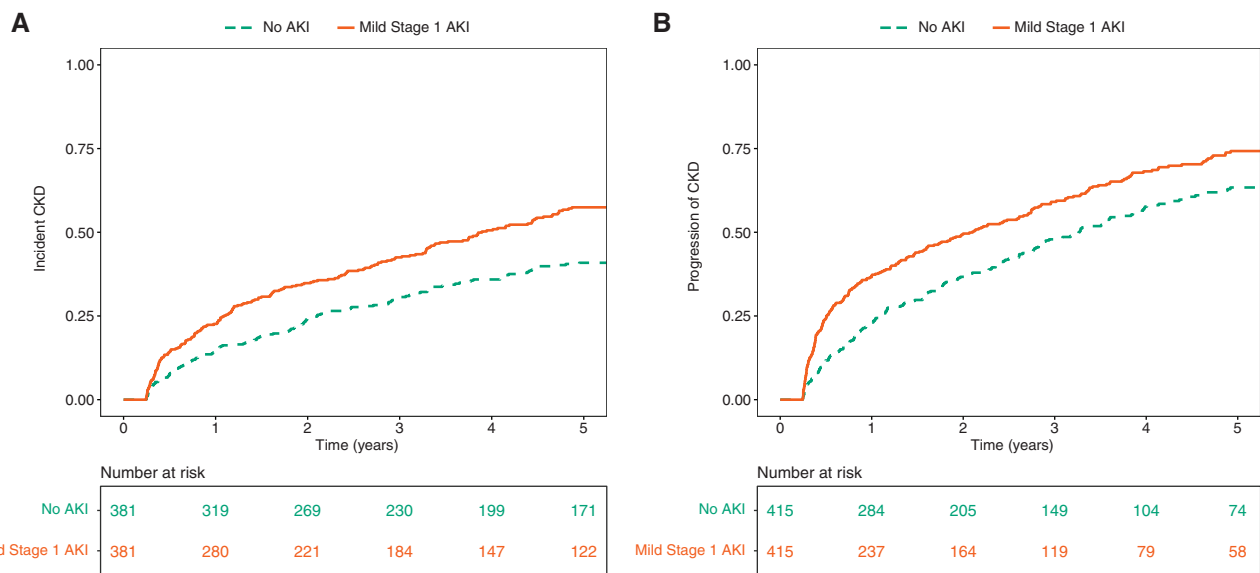 A
No AKI Mild Stage 1 AKI
1.00
0.75
0.50
0.25
0.00
Incident CKD
0 1 2 3 4 5
Time (years)
Number at risk
No AKI 381 319 269 230 199 171
d Stage 1 AKI 381 280 221 184 147 122
B
No AKI Mild Stage 1 AKI
1.00
0.75
0.50
0.25
0.00
Progression of CKD
0 1 2 3 4 5
Time (years)
Number at risk
No AKI 415 284 205 149 104 74
Mild Stage 1 AKI 415 237 164 119 79 58